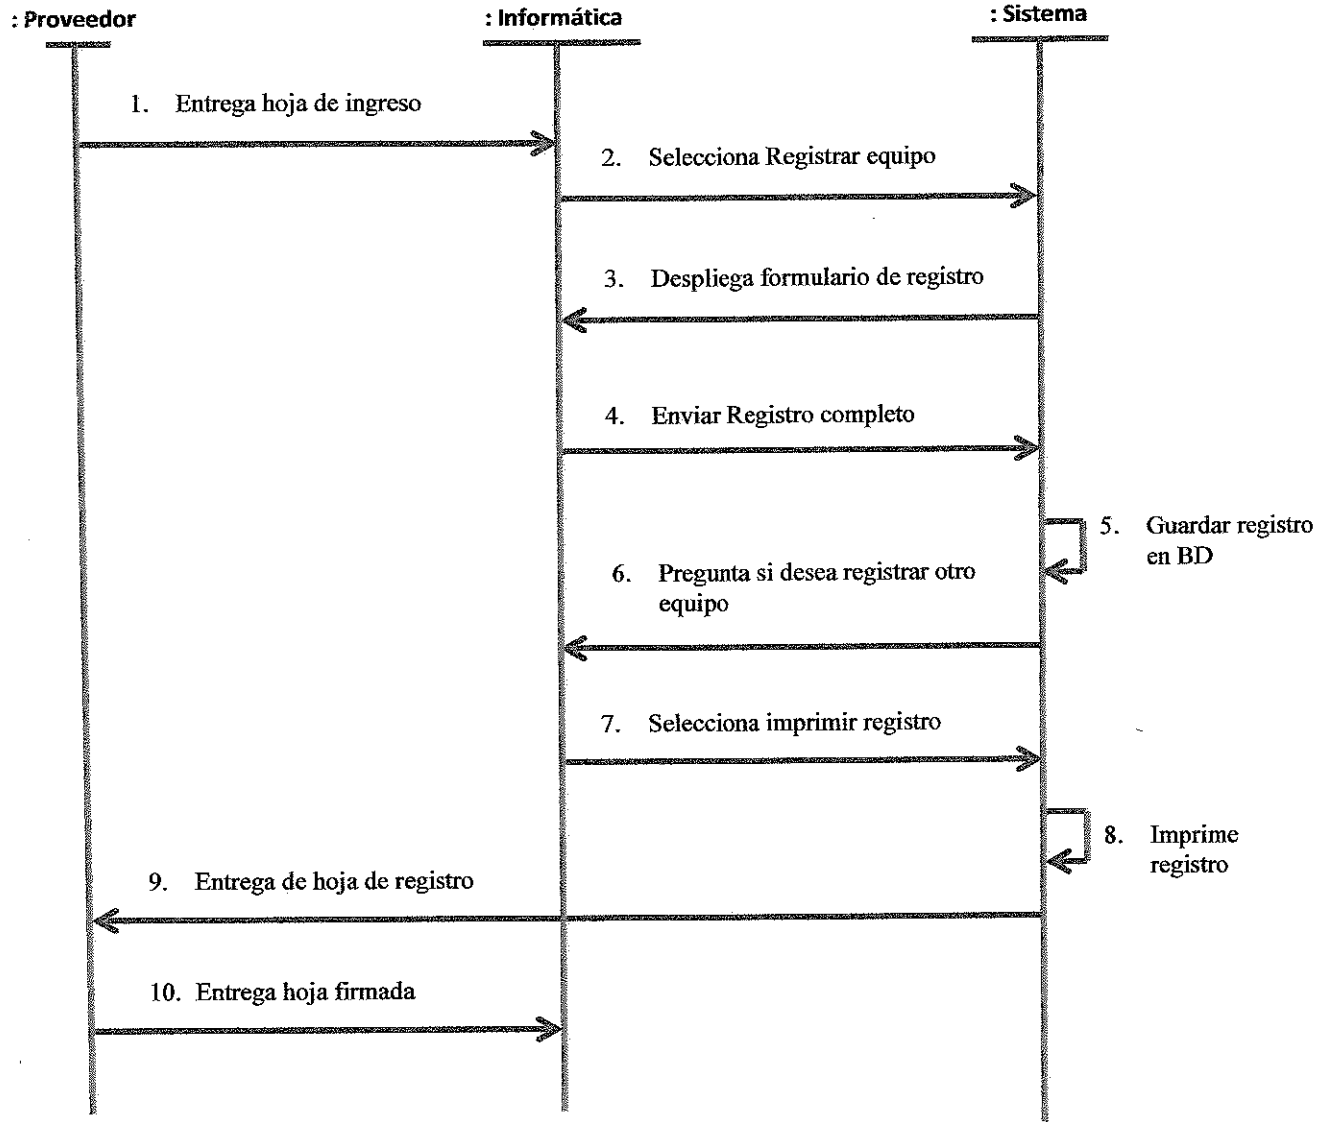 : Proveedor
: Informática
: Sistema
1. Entrega hoja de ingreso
2. Selecciona Registrar equipo
3. Despliega formulario de registro
4. Enviar Registro completo
5. Guardar registro
en BD
6. Pregunta si desea registrar otro
equipo
7. Selecciona imprimir registro
8. Imprime
registro
9. Entrega de hoja de registro
10. Entrega hoja firmada